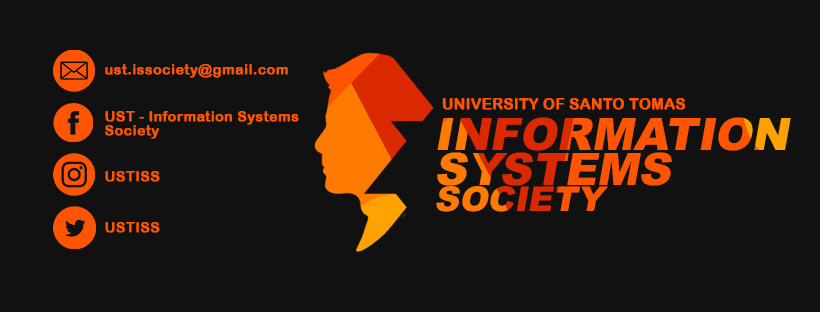 ust.issociety@gmail.com
UST - Information Systems
Society
USTISS
USTISS
UNIVERSITY OF SANTO TOMAS
INFORMATION
SYSTEMS
SOCIETY